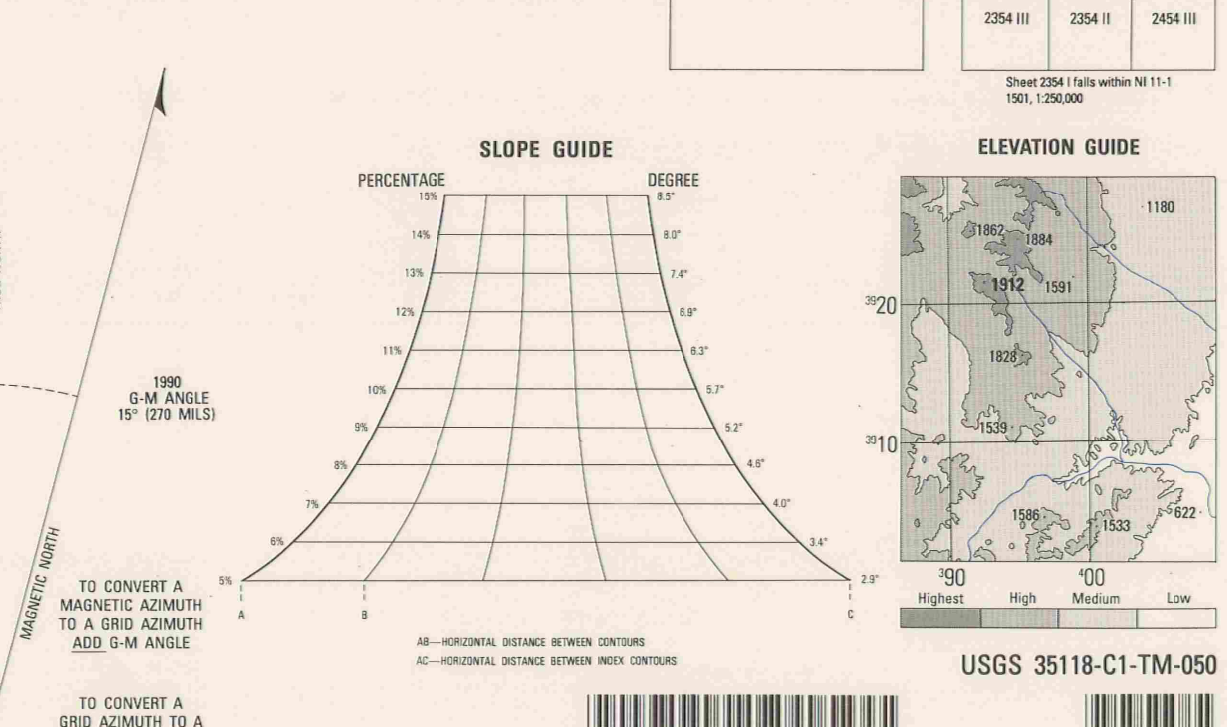 2354 III 2354 II 2454 III
Sheet 2354 I falls within NI 11-1
1501, 1:250,000
SLOPE GUIDE
PERCENTAGE DEGREE
15% 8.5°
14% 8.0°
13% 7.4°
12% 6.9°
11% 6.3°
10% 5.7°
9% 5.2°
8% 4.6°
7% 4.0°
6% 3.4°
5% 2.9°
A B C
AB—HORIZONTAL DISTANCE BETWEEN CONTOURS
AC—HORIZONTAL DISTANCE BETWEEN INDEX CONTOURS
ELEVATION GUIDE
1180
1862
1884
1912 1591
3920
1828
1539
3910
1586 1533 622
390 400
Highest High Medium Low
USGS 35118-C1-TM-050
1990
G-M ANGLE
15° (270 MILS)
MAGNETIC NORTH
TO CONVERT A
MAGNETIC AZIMUTH
TO A GRID AZIMUTH
ADD G-M ANGLE
TO CONVERT A
GRID AZIMUTH TO A